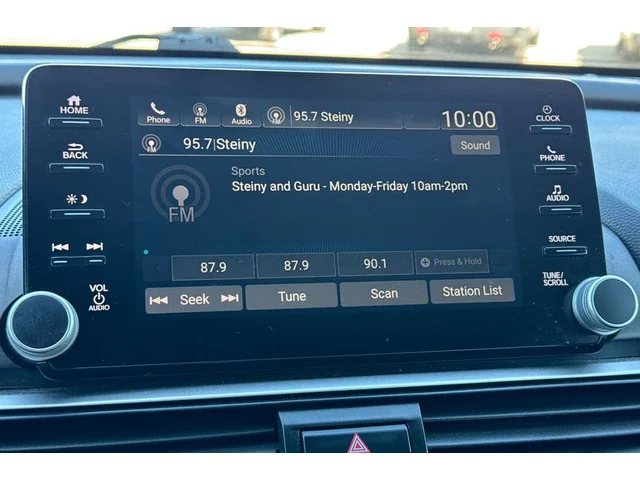 HOME
Phone
FM
Audio
95.7 Steiny
10:00
CLOCK
95.7|Steiny
Sound
BACK
PHONE
Sports
Steiny and Guru - Monday-Friday 10am-2pm
FM
AUDIO
SOURCE
87.9
87.9
90.1
+ Press & Hold
VOL
AUDIO
Seek
Tune
Scan
Station List
TUNE/
SCROLL